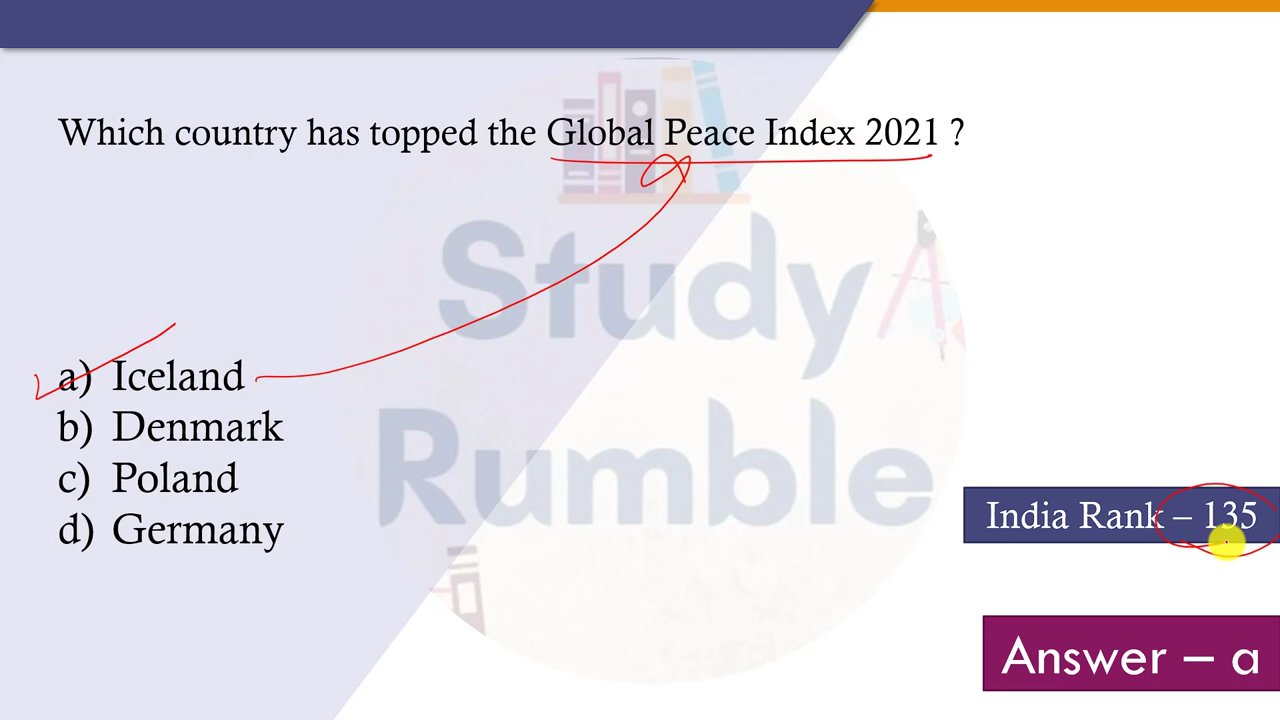 Which country has topped the Global Peace Index 2021 ?
Study
Rumble
a) Iceland
b) Denmark
c) Poland
d) Germany
India Rank – 135
Answer – a